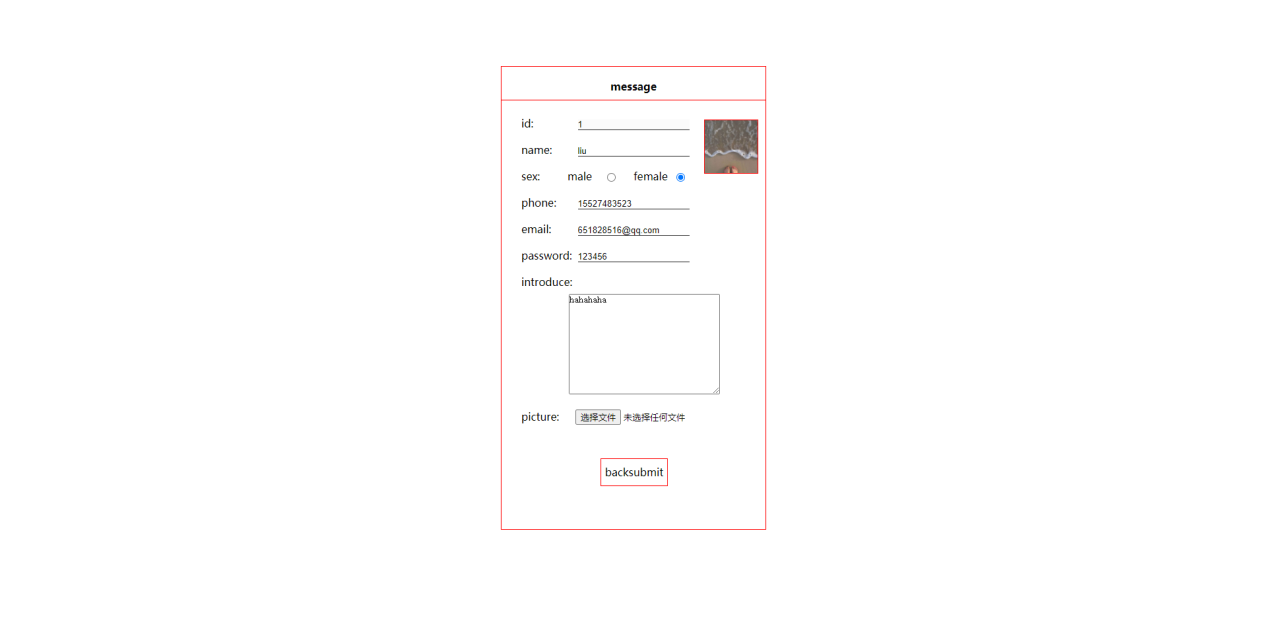 message
id: 1
name: liu
sex: male female
phone: 15527483523
email: 651828516@qq.com
password: 123456
introduce:
hahahaha
picture: 选择文件 未选择任何文件
backsubmit